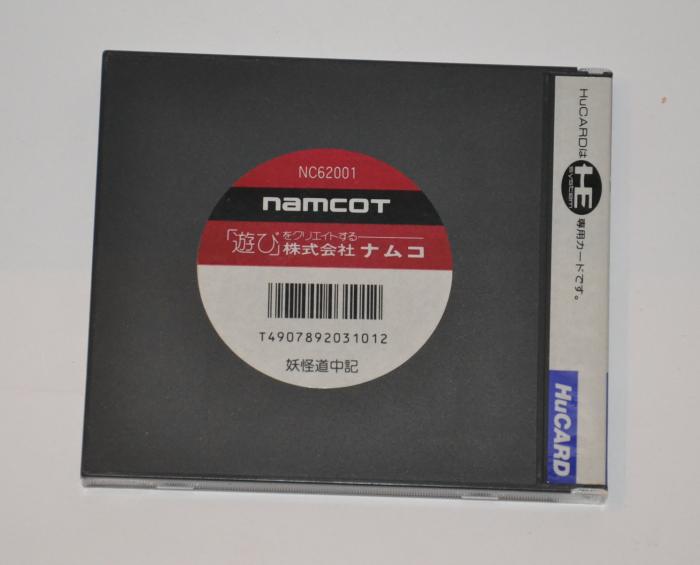 NC62001
namcot
「遊び」をクリエイトする
株式会社ナムコ
T4907892031012
妖怪道中記
HuCARDは HE system 専用カードです。
HuCARD